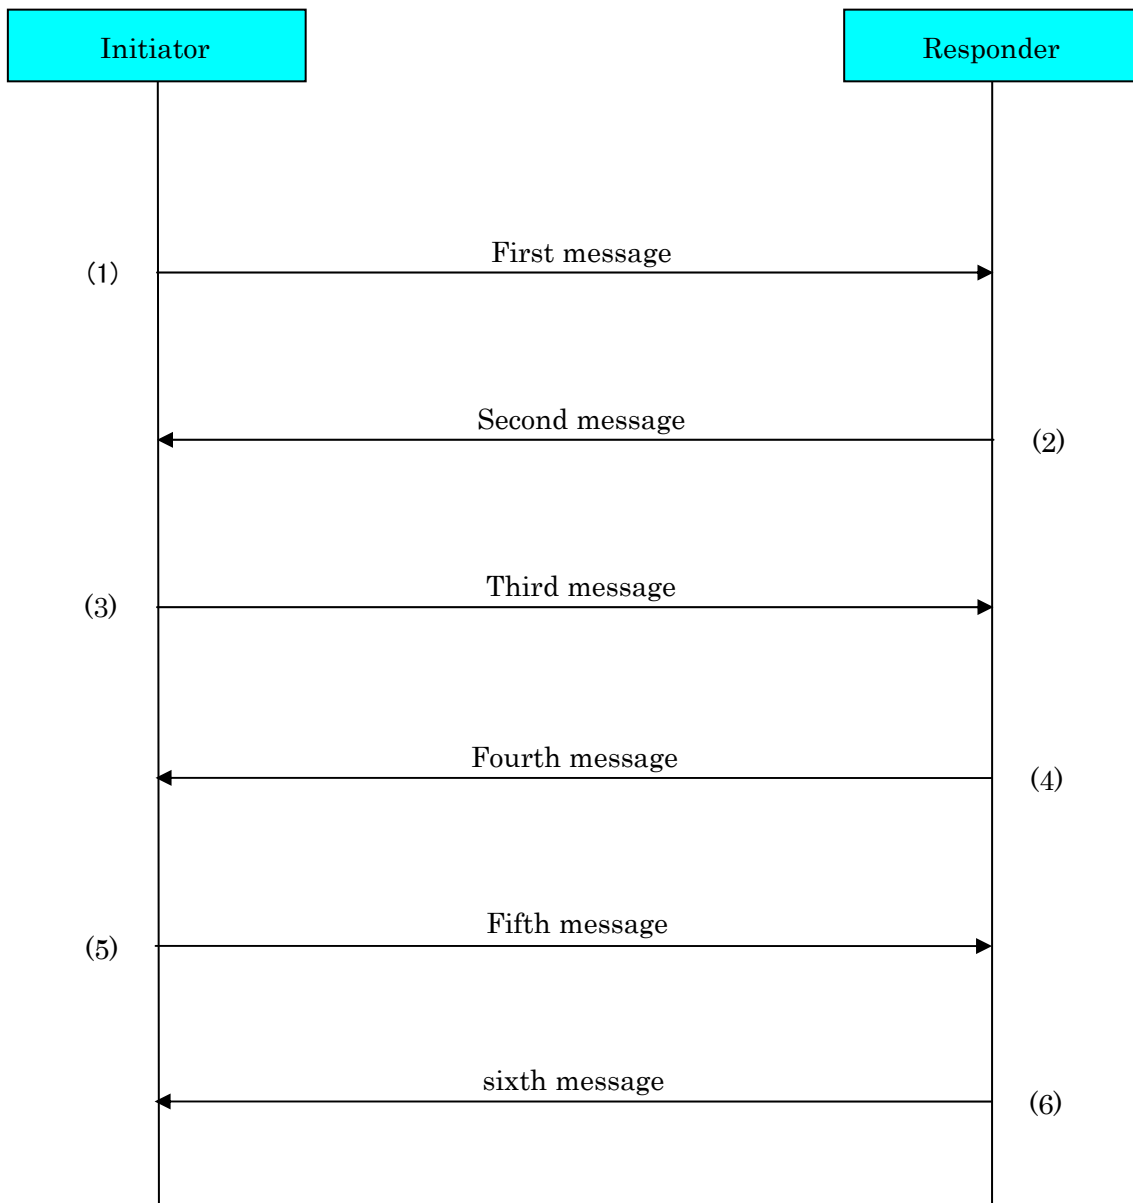 Initiator
Responder
(1)
First message
Second message
(2)
(3)
Third message
Fourth message
(4)
(5)
Fifth message
sixth message
(6)